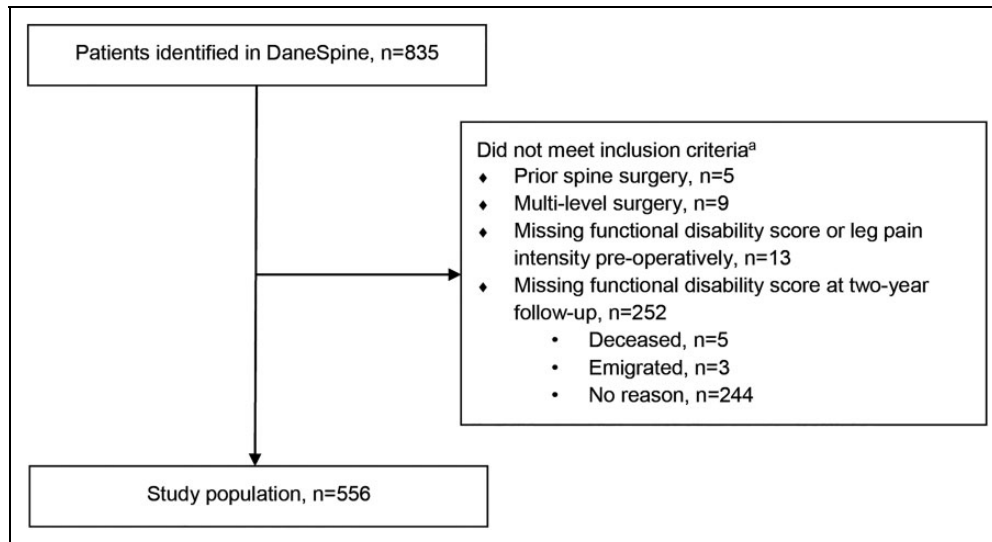 Patients identified in DaneSpine, n=835
Did not meet inclusion criteriaᵃ
♦ Prior spine surgery, n=5
♦ Multi-level surgery, n=9
♦ Missing functional disability score or leg pain
intensity pre-operatively, n=13
♦ Missing functional disability score at two-year
follow-up, n=252
• Deceased, n=5
• Emigrated, n=3
• No reason, n=244
Study population, n=556